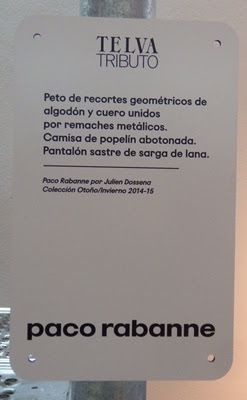 TELVA
TRIBUTO
Peto de recortes geométricos de
algodón y cuero unidos
por remaches metálicos.
Camisa de popelín abotonada.
Pantalón sastre de sarga de lana.
Paco Rabanne por Julien Dossena
Colección Otoño/Invierno 2014-15
paco rabanne